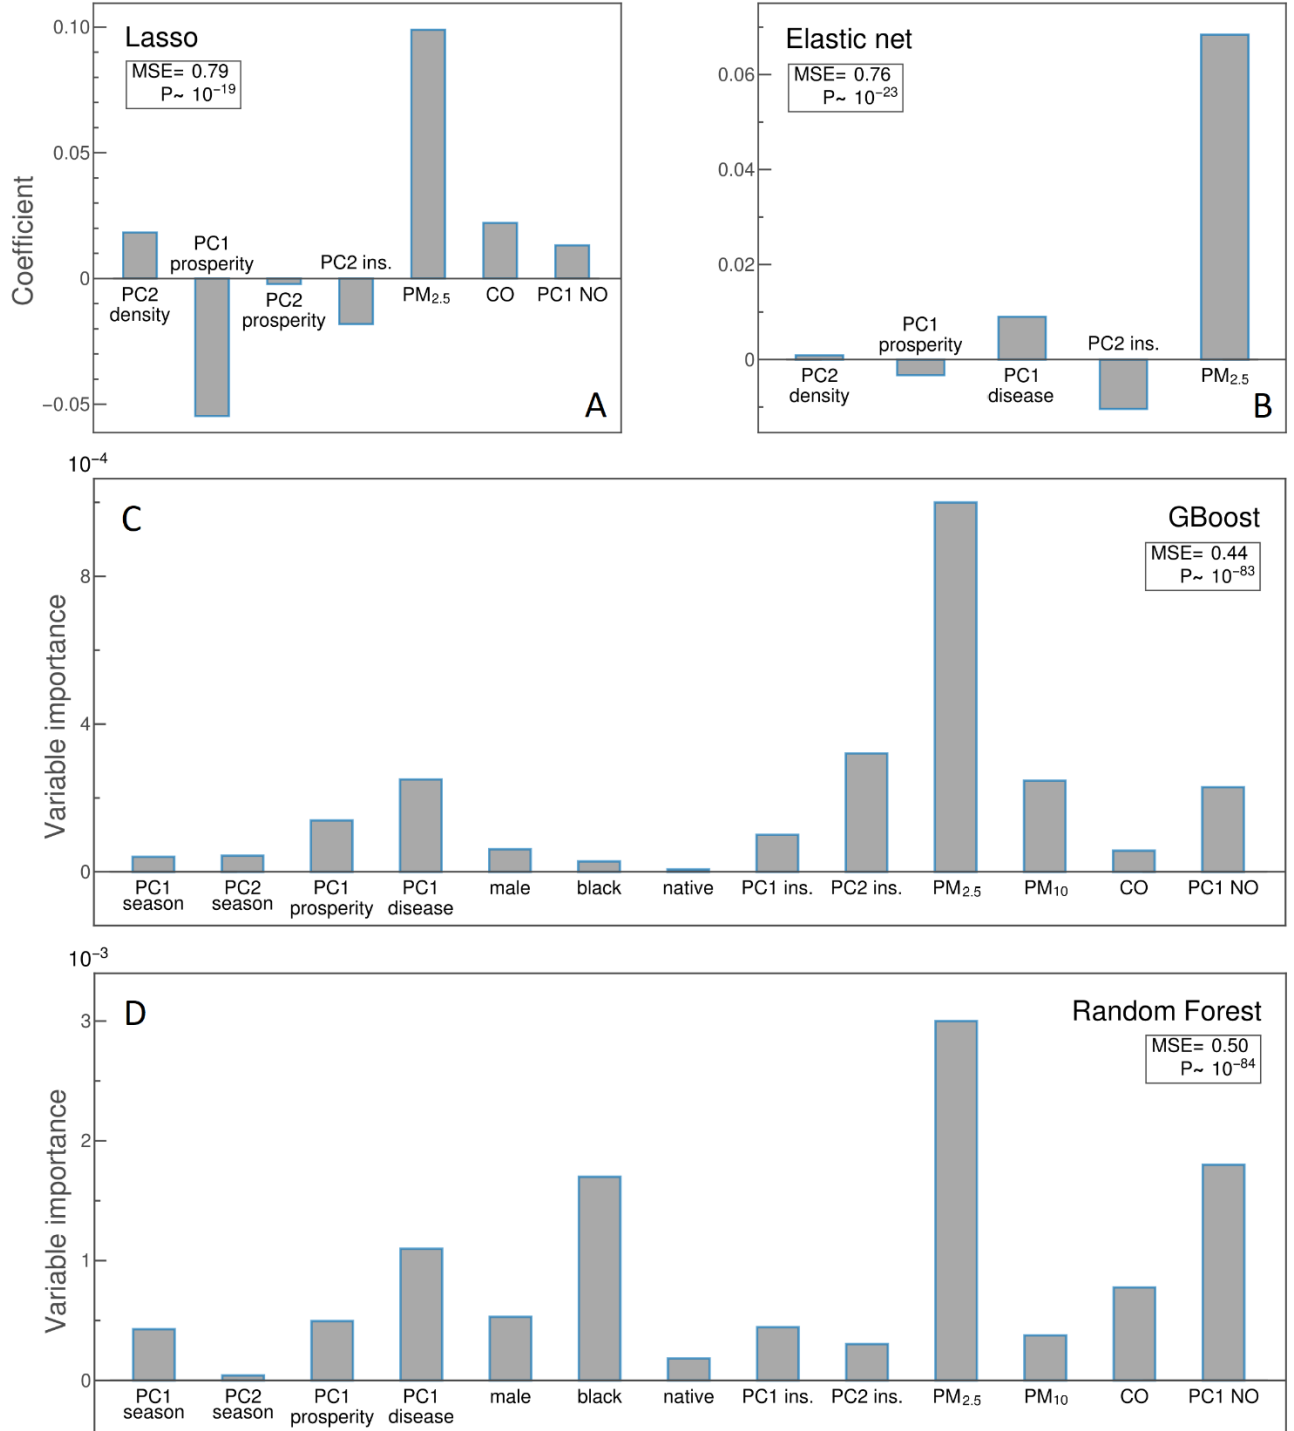 Lasso
MSE= 0.79
P~ 10⁻¹⁹
0.10
0.05
0
−0.05
Coefficient
PC2
density
PC1
prosperity
PC2
prosperity
PC2 ins.
PM₂.₅
CO
PC1 NO
A
Elastic net
MSE= 0.76
P~ 10⁻²³
0.06
0.04
0.02
0
PC2
density
PC1
prosperity
PC1
disease
PC2 ins.
PM₂.₅
B
10⁻⁴
C
GBoost
MSE= 0.44
P~ 10⁻⁸³
8
4
0
Variable importance
PC1
season
PC2
season
PC1
prosperity
PC1
disease
male
black
native
PC1 ins.
PC2 ins.
PM₂.₅
PM₁₀
CO
PC1 NO
10⁻³
D
Random Forest
MSE= 0.50
P~ 10⁻⁸⁴
3
2
1
0
Variable importance
PC1
season
PC2
season
PC1
prosperity
PC1
disease
male
black
native
PC1 ins.
PC2 ins.
PM₂.₅
PM₁₀
CO
PC1 NO